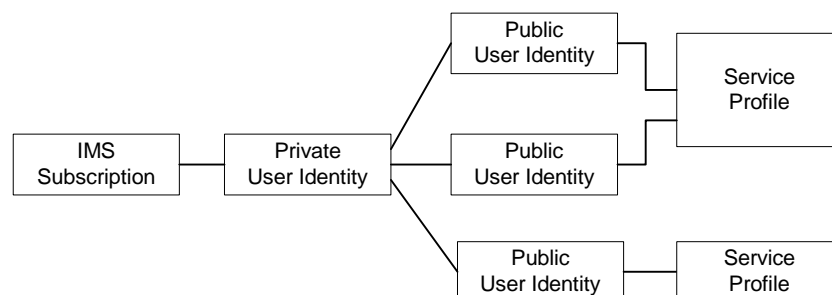 Public
User Identity
Service
Profile
IMS
Subscription
Private
User Identity
Public
User Identity
Public
User Identity
Service
Profile